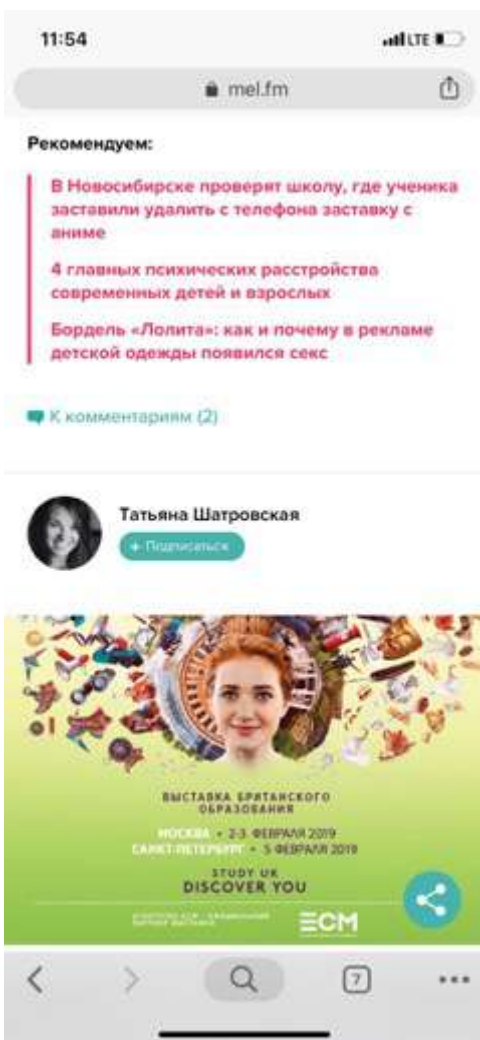 11:54
LTE
mel.fm
Рекомендуем:
В Новосибирске проверят школу, где ученика
заставили удалить с телефона заставку с
аниме
4 главных психических расстройства
современных детей и взрослых
Бордель «Лолита»: как и почему в рекламе
детской одежды появился секс
К комментариям (2)
Татьяна Шатровская
+ Подписаться
ВЫСТАВКА БРИТАНСКОГО
ОБРАЗОВАНИЯ
МОСКВА • 2-3 ФЕВРАЛЯ 2019
САНКТ-ПЕТЕРБУРГ • 5 ФЕВРАЛЯ 2019
STUDY UK
DISCOVER YOU
ECM
7